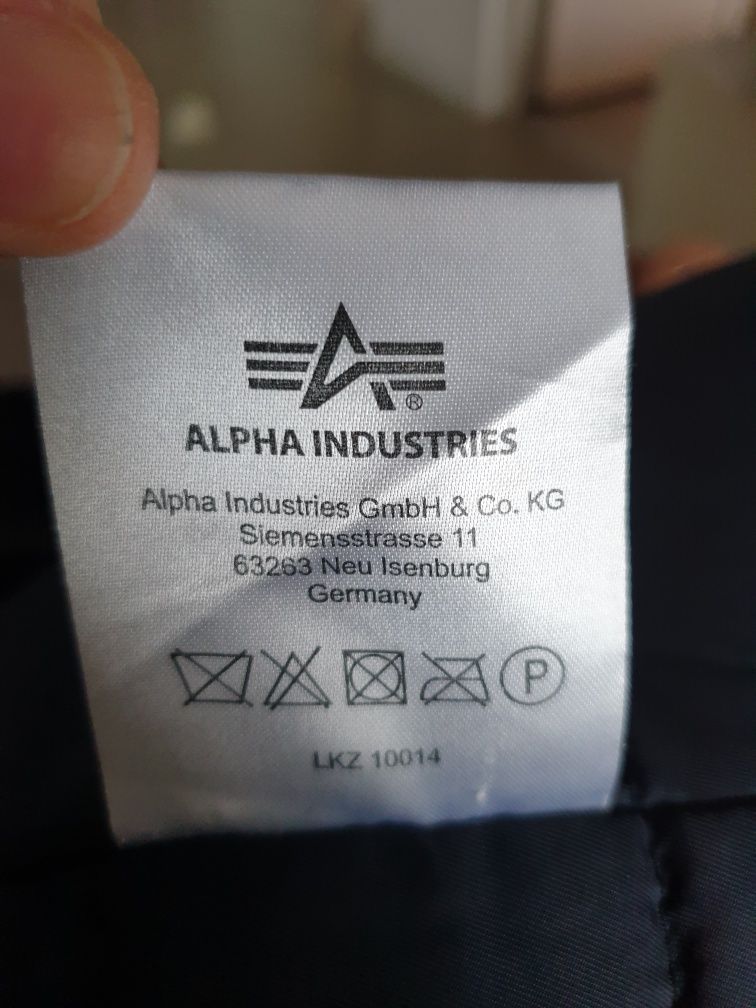 ®
ALPHA INDUSTRIES
Alpha Industries GmbH & Co. KG
Siemensstrasse 11
63263 Neu Isenburg
Germany
P
LKZ 10014